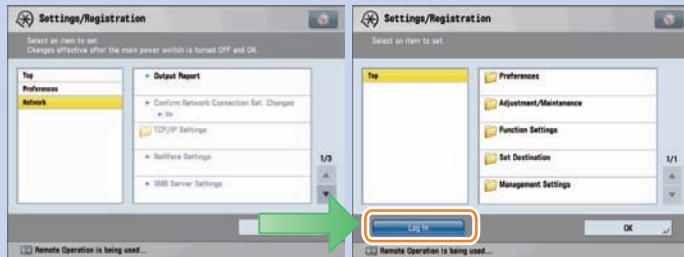 Settings/Registration
Select an item to set.
Changes effective after the main power switch is turned OFF and ON.
Top
Preferences
Network
Output Report
Confirm Network Connection Set. Changes
On
TCP/IP Settings
NetWare Settings
SMB Server Settings
1/3
Remote Operation is being used...
Settings/Registration
Select an item to set.
Top
Preferences
Adjustment/Maintenance
Function Settings
Set Destination
Management Settings
1/1
Log In
OK
Remote Operation is being used...